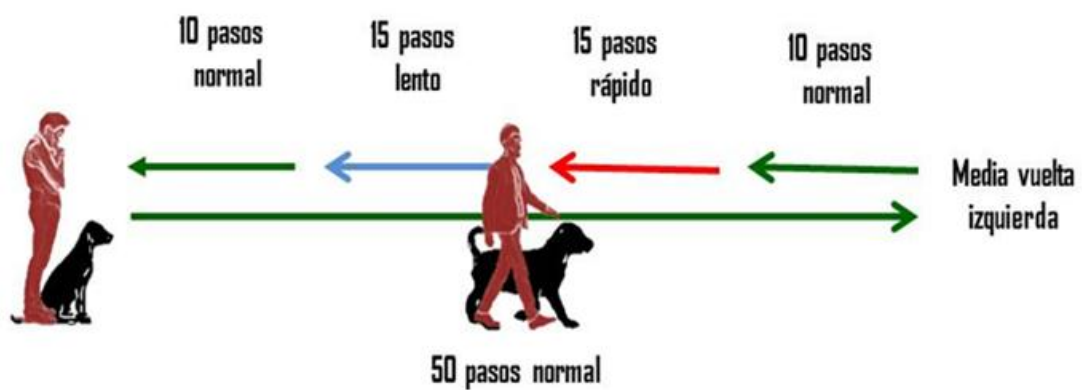 10 pasos
normal
15 pasos
lento
15 pasos
rápido
10 pasos
normal
Media vuelta
izquierda
50 pasos normal